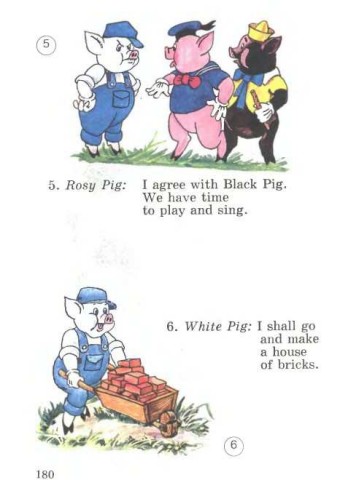 5
5. Rosy Pig: I agree with Black Pig.
We have time
to play and sing.
6. White Pig: I shall go
and make
a house
of bricks.
6
180